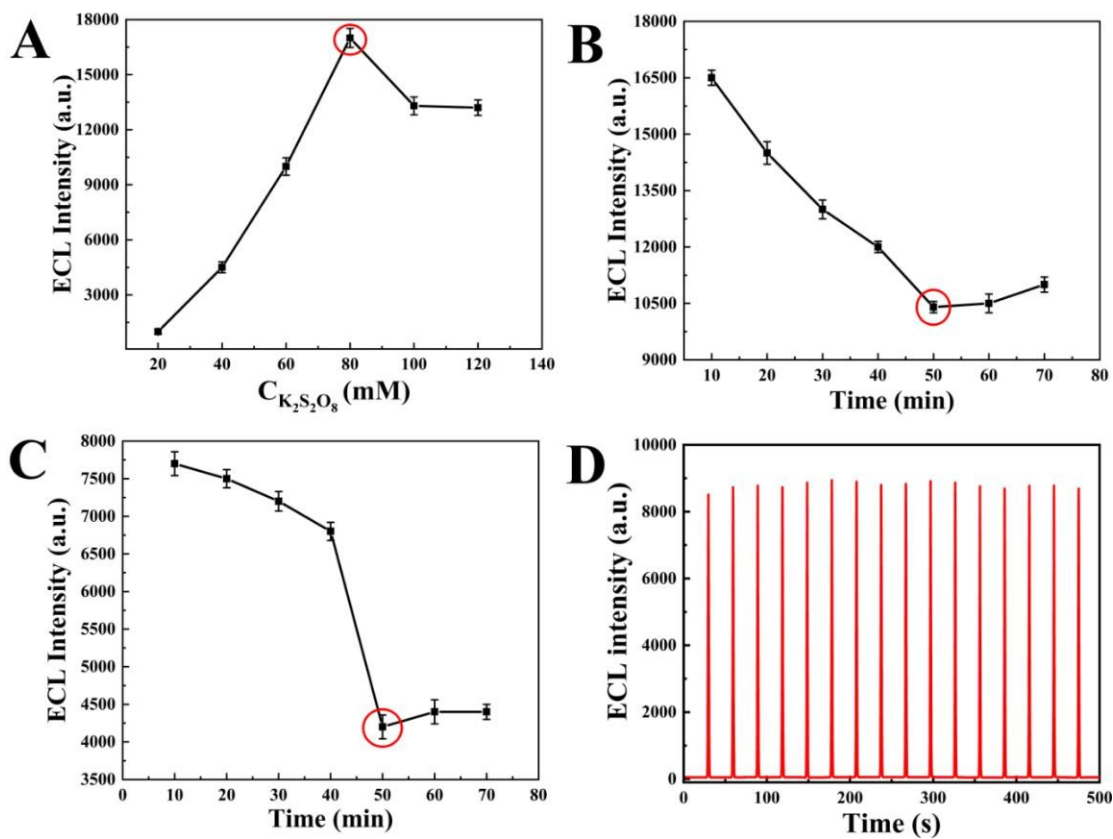 A
ECL Intensity (a.u.)
18000
15000
12000
9000
6000
3000
20 40 60 80 100 120 140
C K₂S₂O₈ (mM)
B
ECL Intensity (a.u.)
18000
16500
15000
13500
12000
10500
9000
10 20 30 40 50 60 70 80
Time (min)
C
ECL Intensity (a.u.)
8000
7500
7000
6500
6000
5500
5000
4500
4000
3500
0 10 20 30 40 50 60 70 80
Time (min)
D
ECL intensity (a.u.)
10000
8000
6000
4000
2000
0
0 100 200 300 400 500
Time (s)